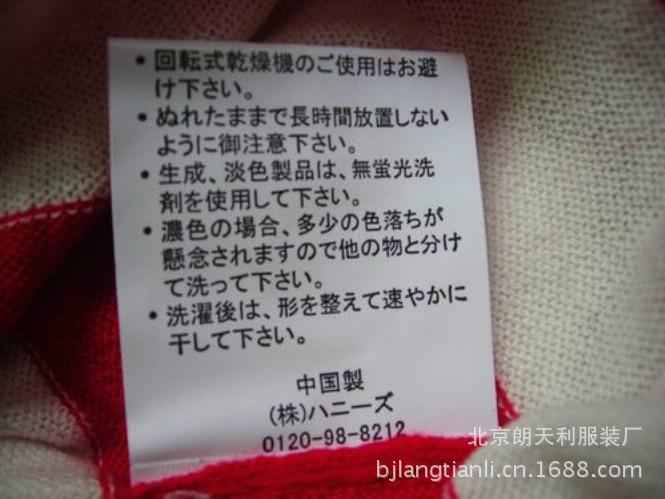 ・回転式乾燥機のご使用はお避
け下さい。
・ぬれたままで長時間放置しない
ように御注意下さい。
・生成、淡色製品は、無蛍光洗
剤を使用して下さい。
・濃色の場合、多少の色落ちが
懸念されますので他の物と分け
て洗って下さい。
・洗濯後は、形を整えて速やかに
干して下さい。
中国製
(株)ハニーズ
0120-98-8212
北京朗天利服装厂
bjlangtianli.cn.1688.com